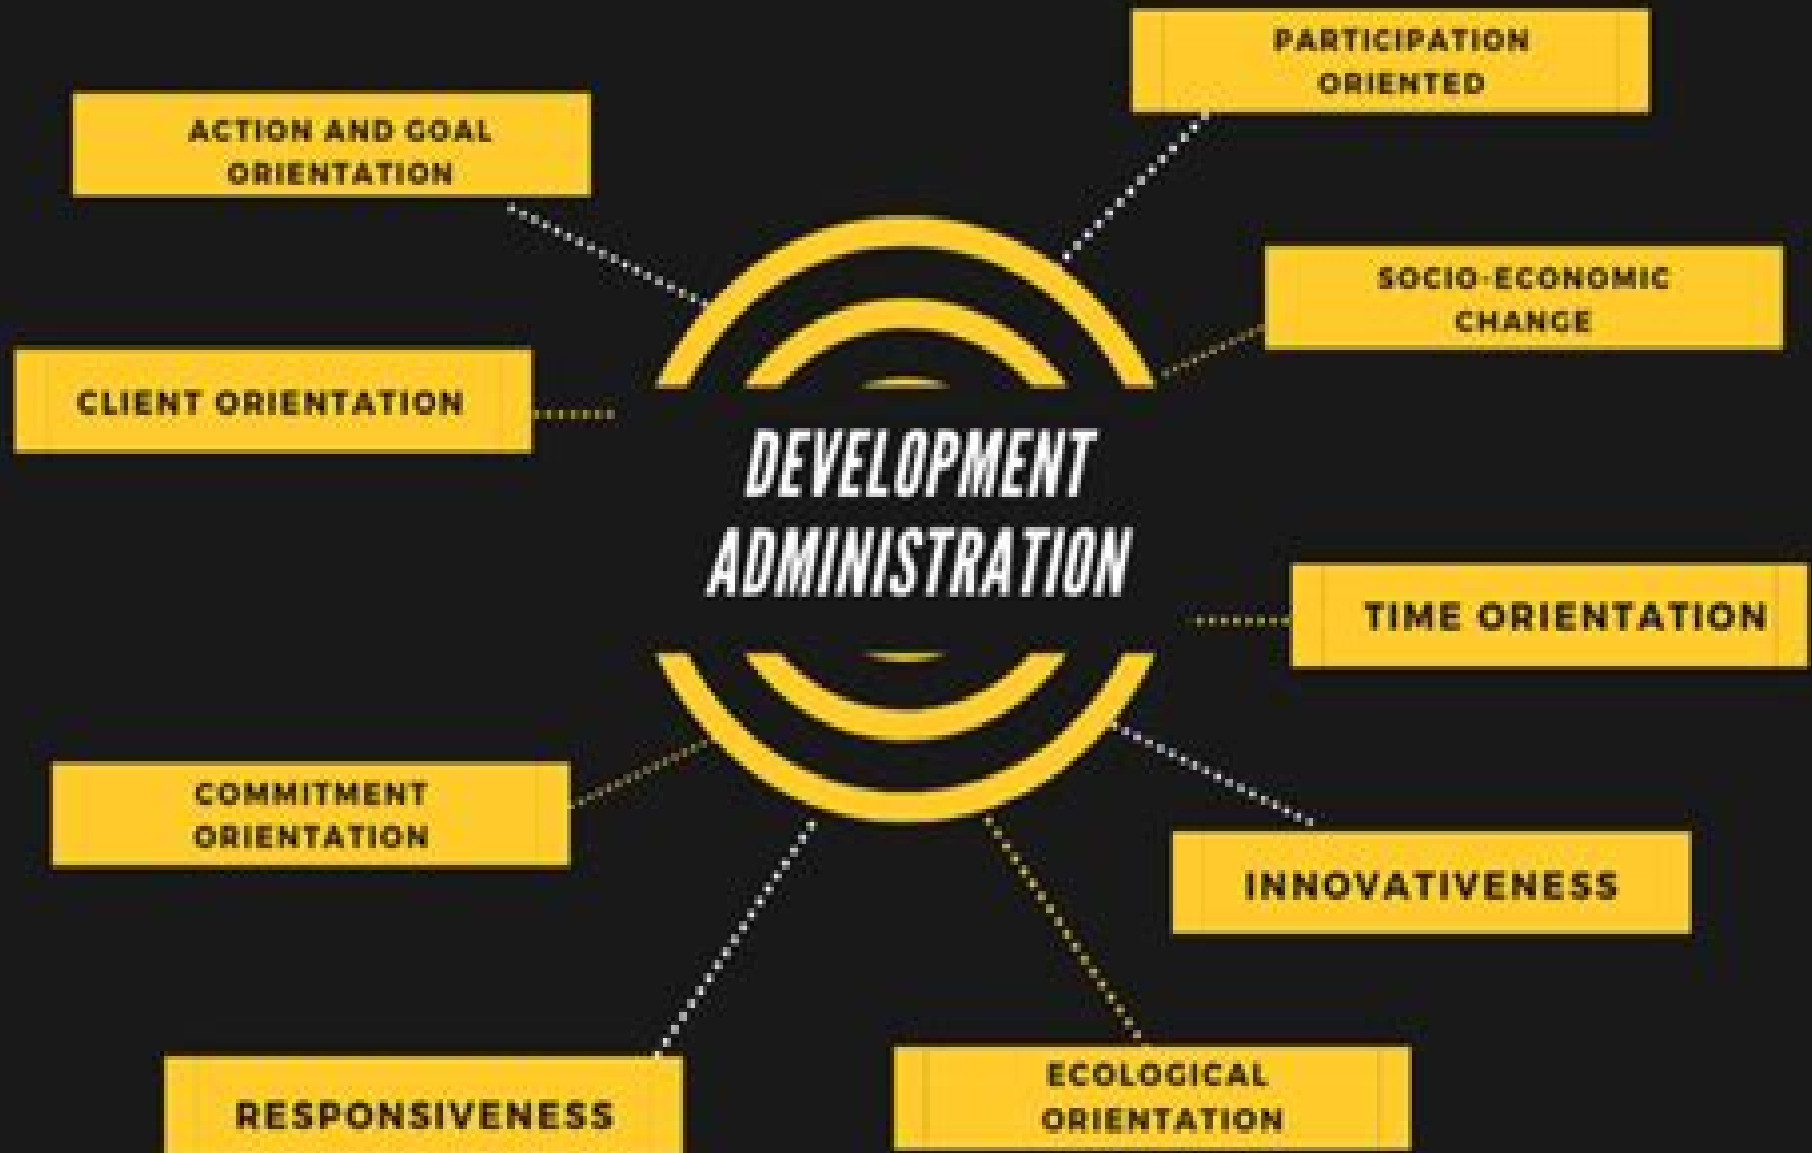 PARTICIPATION
ORIENTED
ACTION AND GOAL
ORIENTATION
SOCIO-ECONOMIC
CHANGE
CLIENT ORIENTATION
DEVELOPMENT
ADMINISTRATION
TIME ORIENTATION
COMMITMENT
ORIENTATION
INNOVATIVENESS
RESPONSIVENESS
ECOLOGICAL
ORIENTATION